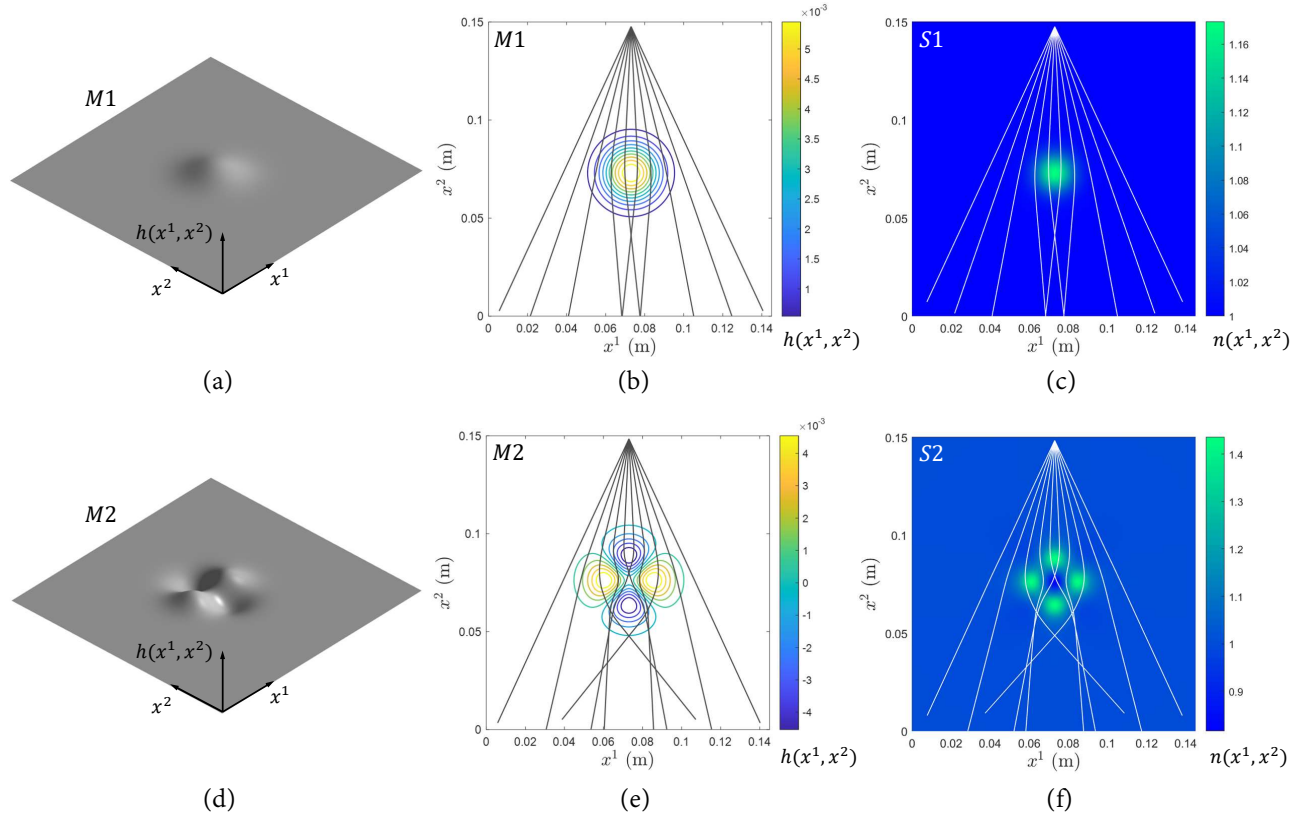 M1
h(x¹, x²)
x²
x¹
(a)
M1
×10⁻³
0.15
0.1
0.05
0
x² (m)
0 0.02 0.04 0.06 0.08 0.1 0.12 0.14
x¹ (m)
5
4.5
4
3.5
3
2.5
2
1.5
1
h(x¹, x²)
(b)
S1
0.15
0.1
0.05
0
x² (m)
0 0.02 0.04 0.06 0.08 0.1 0.12 0.14
x¹ (m)
1.16
1.14
1.12
1.1
1.08
1.06
1.04
1.02
1
n(x¹, x²)
(c)
M2
h(x¹, x²)
x²
x¹
(d)
M2
×10⁻³
0.15
0.1
0.05
0
x² (m)
0 0.02 0.04 0.06 0.08 0.1 0.12 0.14
x¹ (m)
4
3
2
1
0
-1
-2
-3
-4
h(x¹, x²)
(e)
S2
0.15
0.1
0.05
0
x² (m)
0 0.02 0.04 0.06 0.08 0.1 0.12 0.14
x¹ (m)
1.4
1.3
1.2
1.1
1
0.9
n(x¹, x²)
(f)